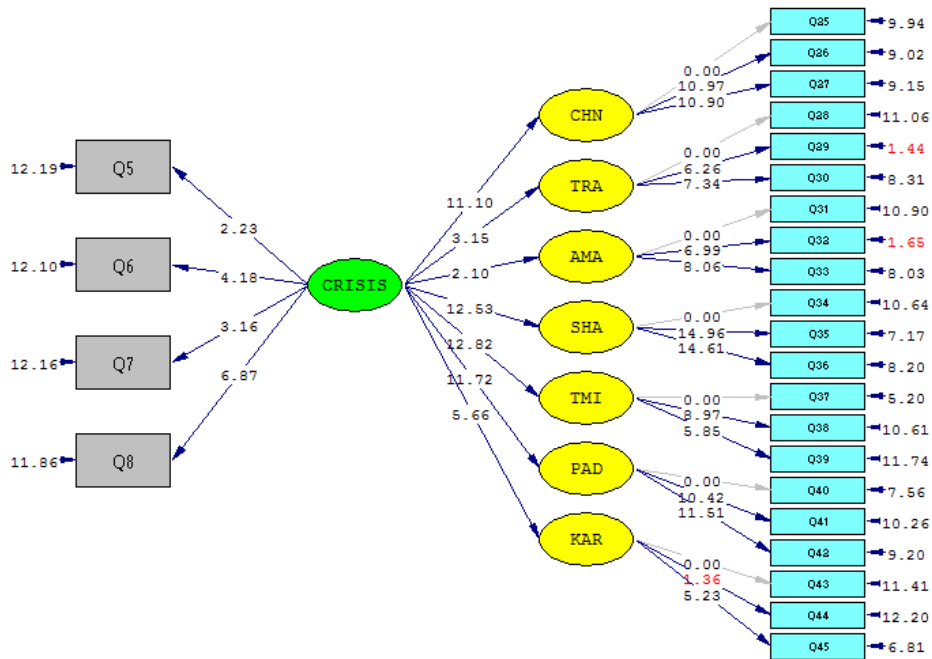 12.19 Q5
12.10 Q6
12.16 Q7
11.86 Q8
2.23
4.18
3.16
6.87
CRISIS
11.10
3.15
2.10
12.53
12.82
11.72
5.66
CHN
TRA
AMA
SHA
TMI
PAD
KAR
0.00
10.97
10.90
0.00
6.26
7.34
0.00
6.99
8.06
0.00
14.96
14.61
0.00
8.97
5.85
0.00
10.42
11.51
0.00
1.36
5.23
Q25 9.94
Q26 9.02
Q27 9.15
Q28 11.06
Q29 1.44
Q30 8.31
Q31 10.90
Q32 1.65
Q33 8.03
Q34 10.64
Q35 7.17
Q36 8.20
Q37 5.20
Q38 10.61
Q39 11.74
Q40 7.56
Q41 10.26
Q42 9.20
Q43 11.41
Q44 12.20
Q45 6.81